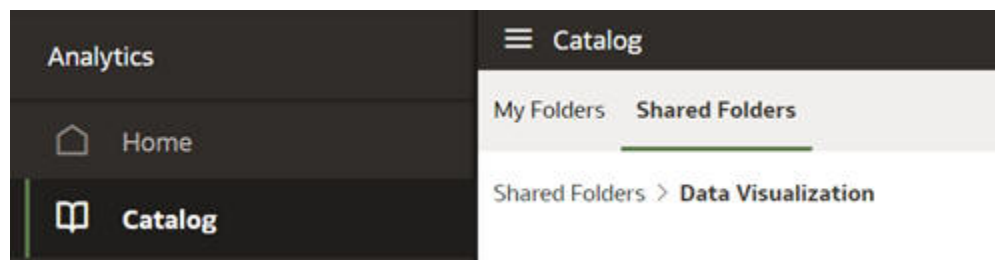 Analytics
Home
Catalog
Catalog
My Folders Shared Folders
Shared Folders > Data Visualization